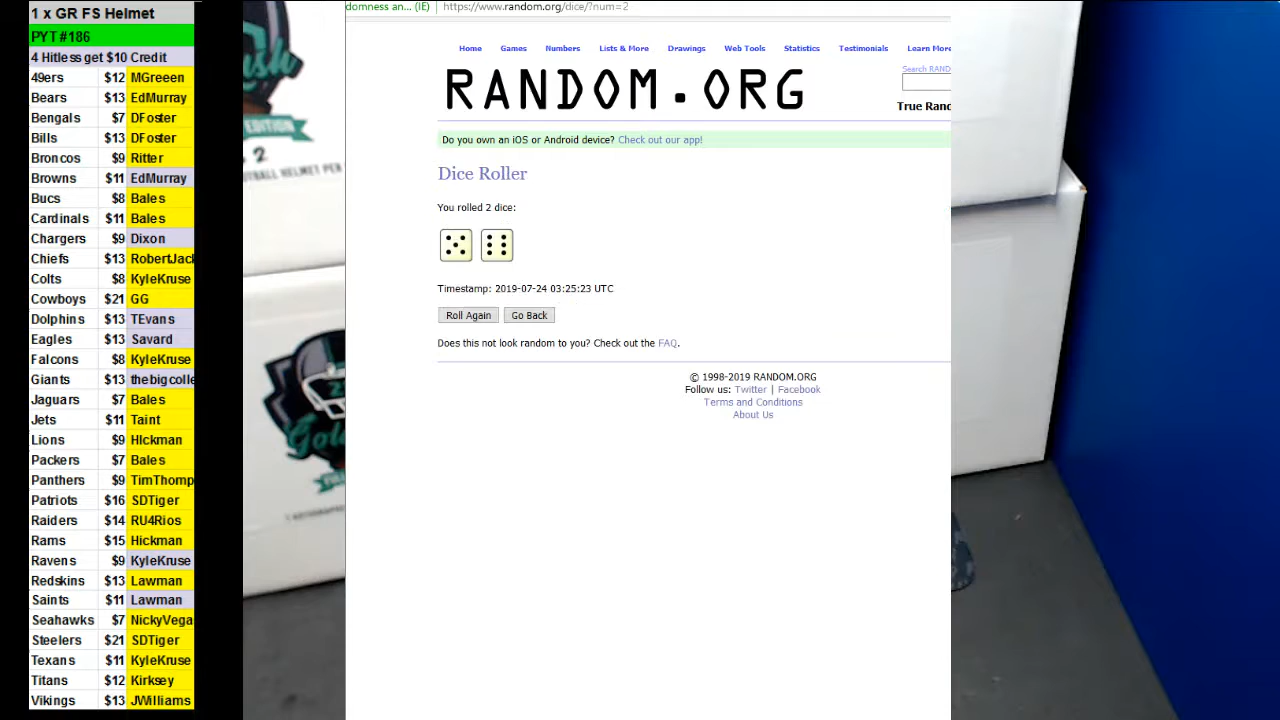 1 x GR FS Helmet
PYT #186
4 Hitless get $10 Credit
49ers $12 MGreeen
Bears $13 EdMurray
Bengals $7 DFoster
Bills $13 DFoster
Broncos $9 Ritter
Browns $11 EdMurray
Bucs $8 Bales
Cardinals $11 Bales
Chargers $9 Dixon
Chiefs $13 RobertJack
Colts $8 KyleKruse
Cowboys $21 GG
Dolphins $13 TEvans
Eagles $13 Savard
Falcons $8 KyleKruse
Giants $13 thebigcolle
Jaguars $7 Bales
Jets $11 Taint
Lions $9 HIckman
Packers $7 Bales
Panthers $9 TimThomp
Patriots $16 SDTiger
Raiders $14 RU4Rios
Rams $15 Hickman
Ravens $9 KyleKruse
Redskins $13 Lawman
Saints $11 Lawman
Seahawks $7 NickyVega
Steelers $21 SDTiger
Texans $11 KyleKruse
Titans $12 Kirksey
Vikings $13 JWilliams
EDITION
2
FOOTBALL HELMET PER
domness an... (IE) https://www.random.org/dice/?num=2
Home Games Numbers Lists & More Drawings Web Tools Statistics Testimonials Learn More
Search RAND
RANDOM.ORG
True Rand
Do you own an iOS or Android device? Check out our app!
Dice Roller
You rolled 2 dice:
Timestamp: 2019-07-24 03:25:23 UTC
Roll Again Go Back
Does this not look random to you? Check out the FAQ.
© 1998-2019 RANDOM.ORG
Follow us: Twitter | Facebook
Terms and Conditions
About Us